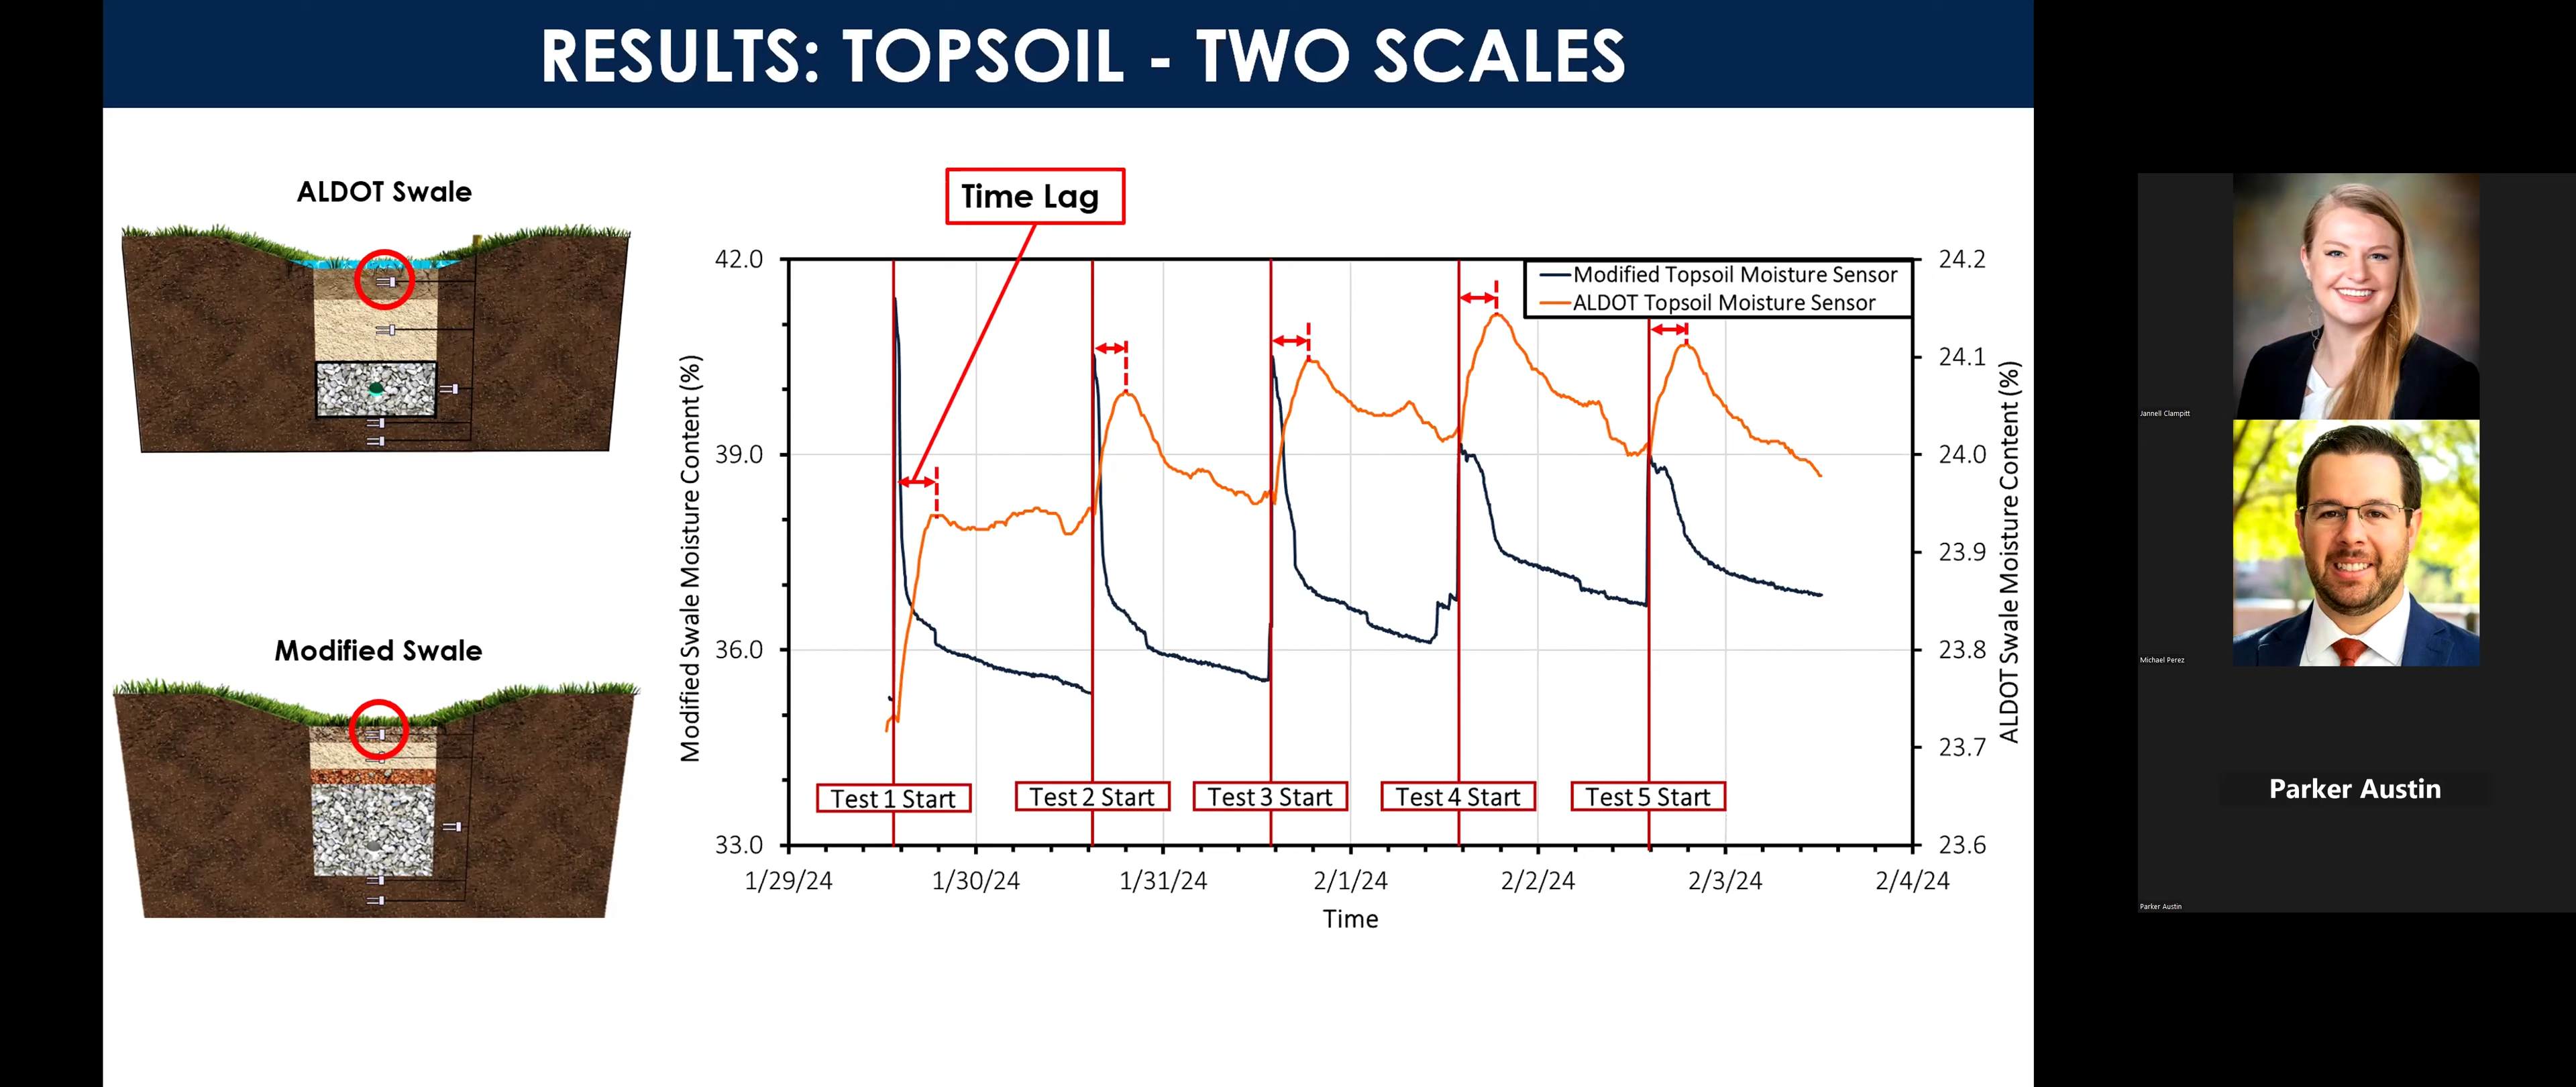 RESULTS: TOPSOIL - TWO SCALES
ALDOT Swale
Modified Swale
Time Lag
42.0
39.0
36.0
33.0
Modified Swale Moisture Content (%)
Modified Topsoil Moisture Sensor
ALDOT Topsoil Moisture Sensor
24.2
24.1
24.0
23.9
23.8
23.7
23.6
ALDOT Swale Moisture Content (%)
Test 1 Start
Test 2 Start
Test 3 Start
Test 4 Start
Test 5 Start
1/29/24
1/30/24
1/31/24
2/1/24
2/2/24
2/3/24
2/4/24
Time
Jannell Clampitt
Michael Perez
Parker Austin
Parker Austin